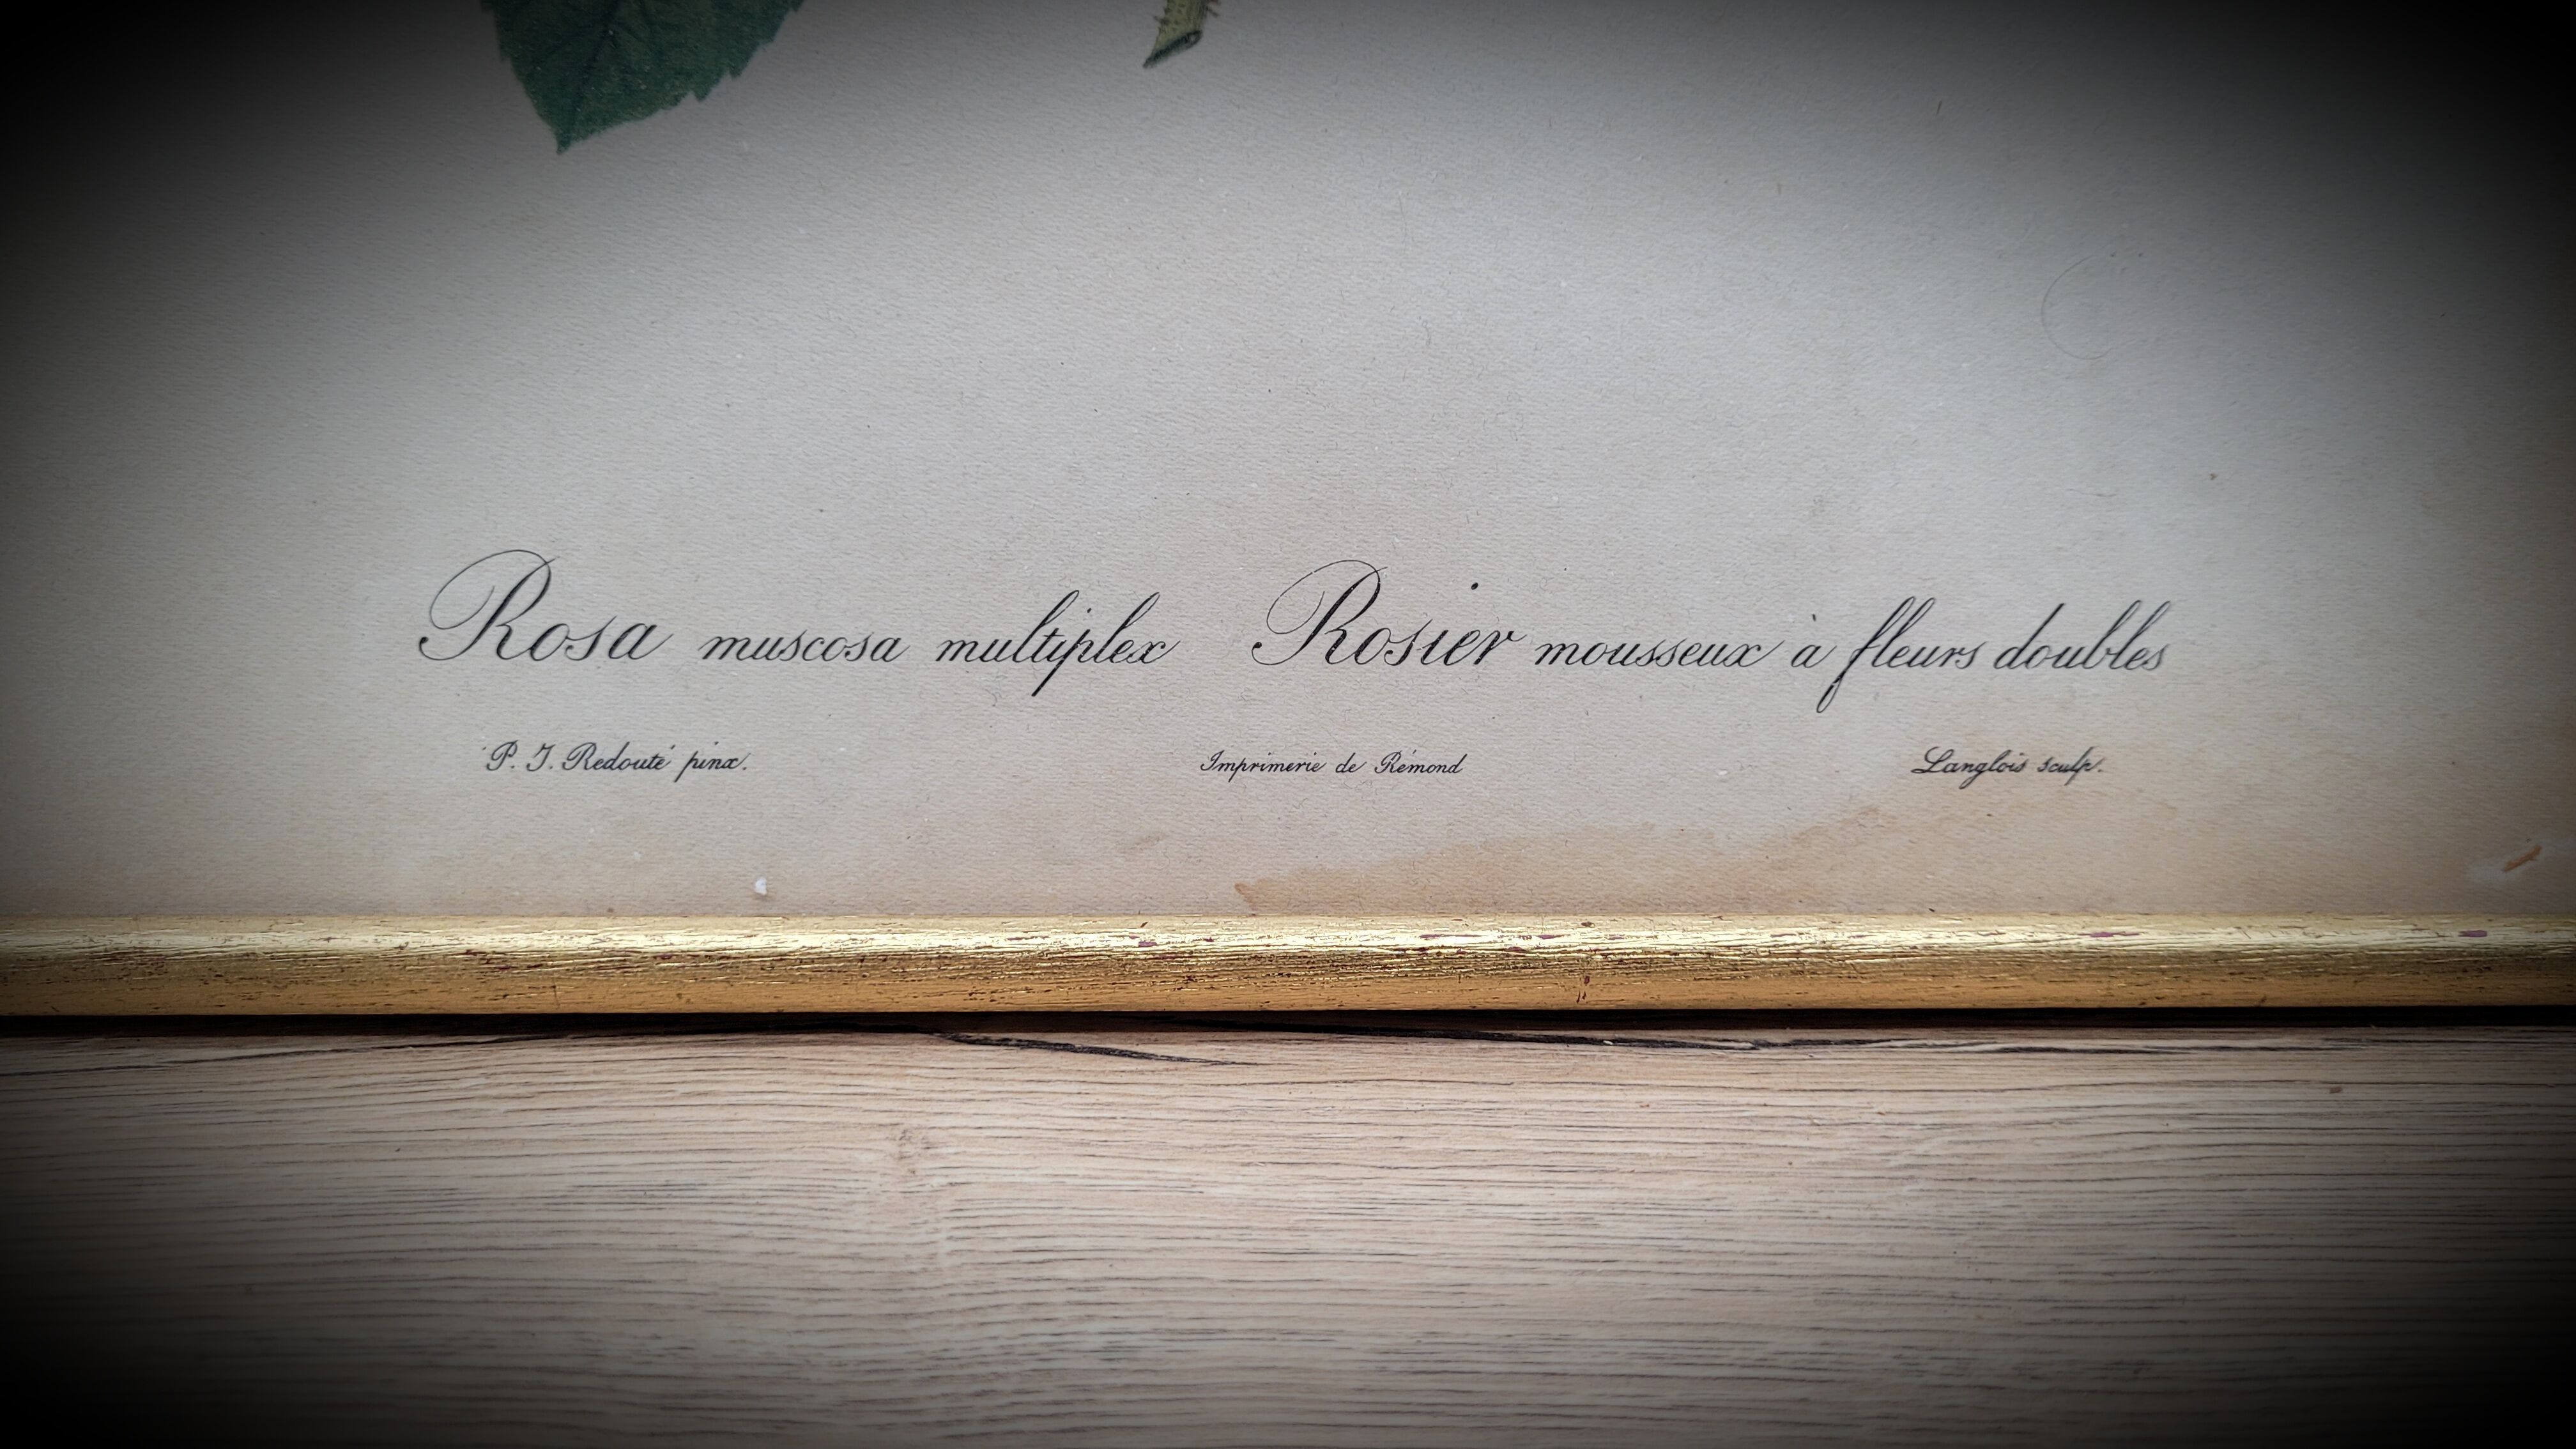 Rosa muscosa multiplex Rosier mousseux à fleurs doubles
P. J. Redouté pinx. Imprimerie de Rémond Langlois sculp.